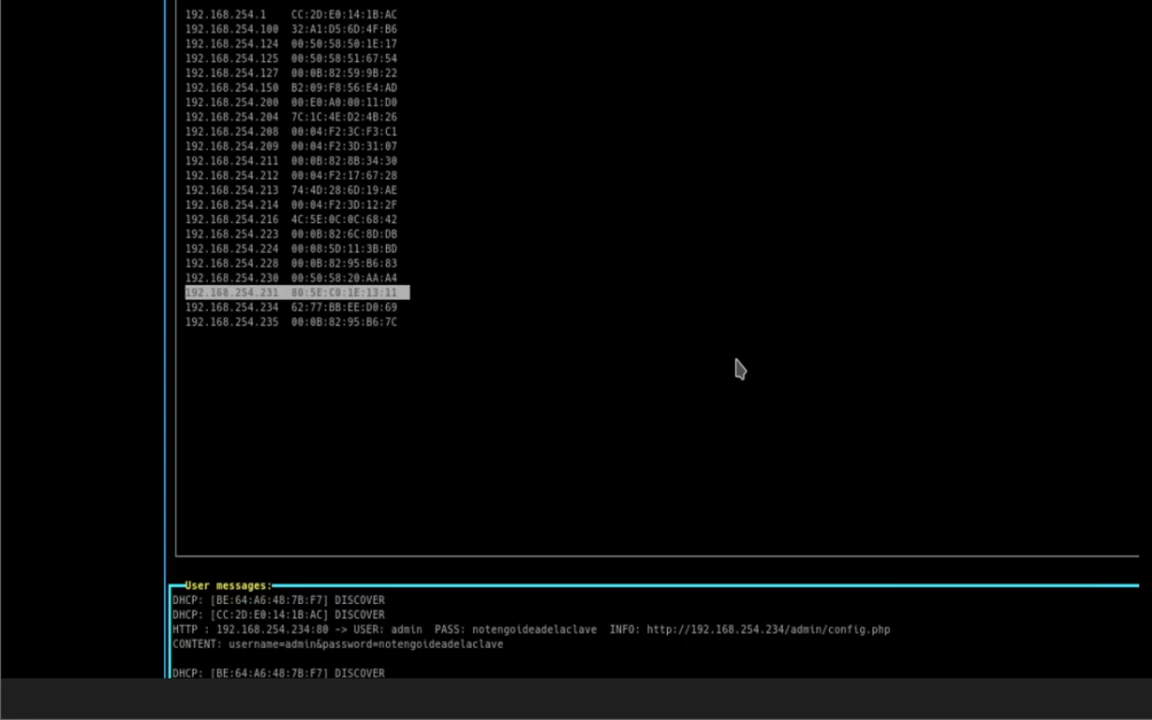 192.168.254.1 CC:2D:E0:14:1B:AC
192.168.254.100 32:A1:D5:6D:4F:B6
192.168.254.124 00:50:58:50:1E:17
192.168.254.125 00:50:58:51:67:54
192.168.254.127 00:0B:82:59:9B:22
192.168.254.150 B2:09:F8:56:E4:AD
192.168.254.200 00:E0:A0:00:11:D0
192.168.254.204 7C:1C:4E:D2:4B:26
192.168.254.208 00:04:F2:3C:F3:C1
192.168.254.209 00:04:F2:3D:31:07
192.168.254.211 00:0B:82:8B:34:30
192.168.254.212 00:04:F2:17:67:28
192.168.254.213 74:4D:28:6D:19:AE
192.168.254.214 00:04:F2:3D:12:2F
192.168.254.216 4C:5E:0C:0C:68:42
192.168.254.223 00:0B:82:6C:8D:DB
192.168.254.224 00:08:5D:11:3B:BD
192.168.254.228 00:0B:82:95:B6:83
192.168.254.230 00:50:58:20:AA:A4
192.168.254.231 80:5E:C0:1E:13:11
192.168.254.234 62:77:BB:EE:D0:69
192.168.254.235 00:0B:82:95:B6:7C
User messages:
DHCP: [BE:64:A6:48:7B:F7] DISCOVER
DHCP: [CC:2D:E0:14:1B:AC] DISCOVER
HTTP : 192.168.254.234:80 -> USER: admin PASS: notengoideadelaclave INFO: http://192.168.254.234/admin/config.php
CONTENT: username=admin&password=notengoideadelaclave
DHCP: [BE:64:A6:48:7B:F7] DISCOVER